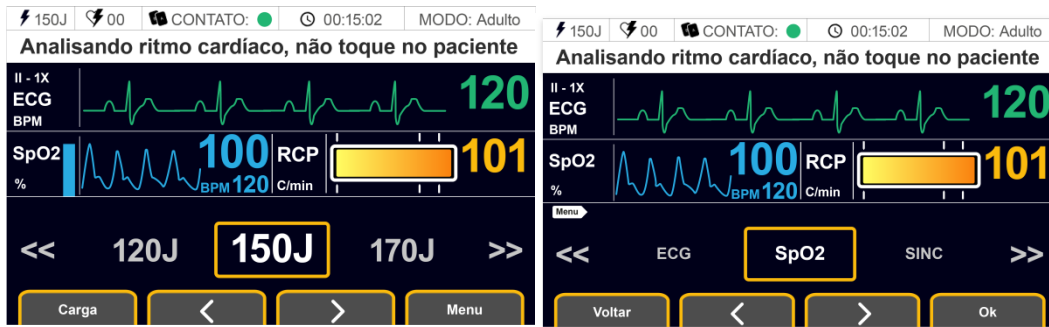 150J 00 CONTATO: 00:15:02 MODO: Adulto
Analisando ritmo cardíaco, não toque no paciente
II - 1X
ECG
BPM
120
SpO2
%
100
BPM 120
RCP
C/min
101
<< 120J 150J 170J >>
Carga < > Menu
150J 00 CONTATO: 00:15:02 MODO: Adulto
Analisando ritmo cardíaco, não toque no paciente
II - 1X
ECG
BPM
120
SpO2
%
100
BPM 120
RCP
C/min
101
Menu
<< ECG SpO2 SINC >>
Voltar < > Ok